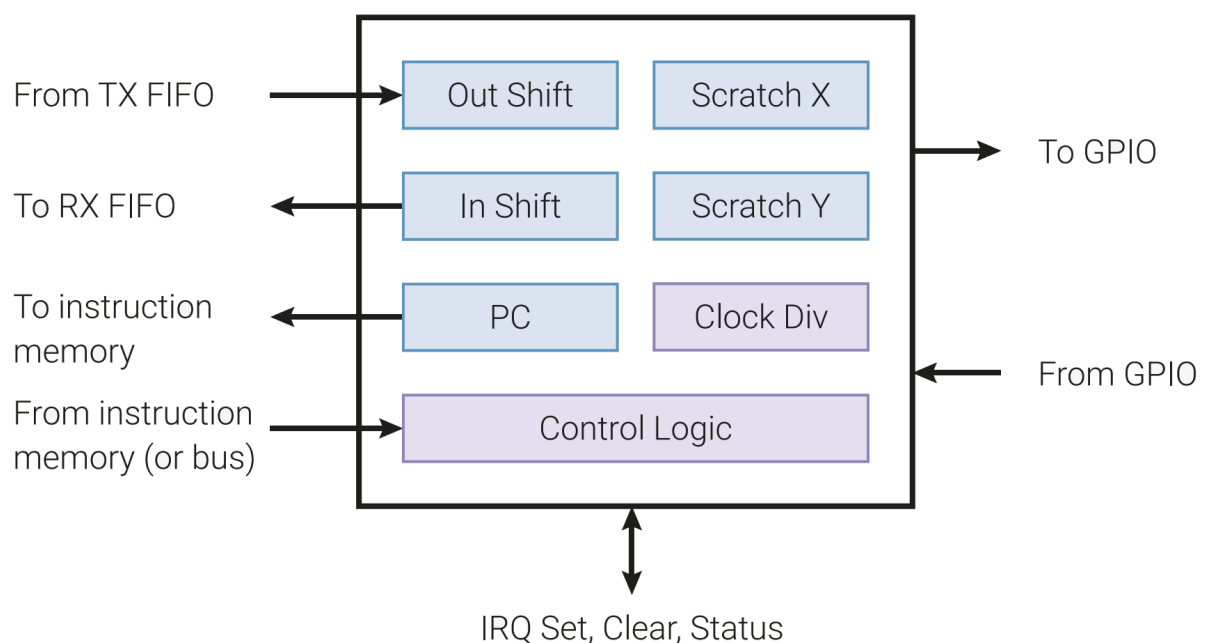 From TX FIFO
Out Shift
Scratch X
To GPIO
To RX FIFO
In Shift
Scratch Y
To instruction
memory
PC
Clock Div
From GPIO
From instruction
memory (or bus)
Control Logic
IRQ Set, Clear, Status